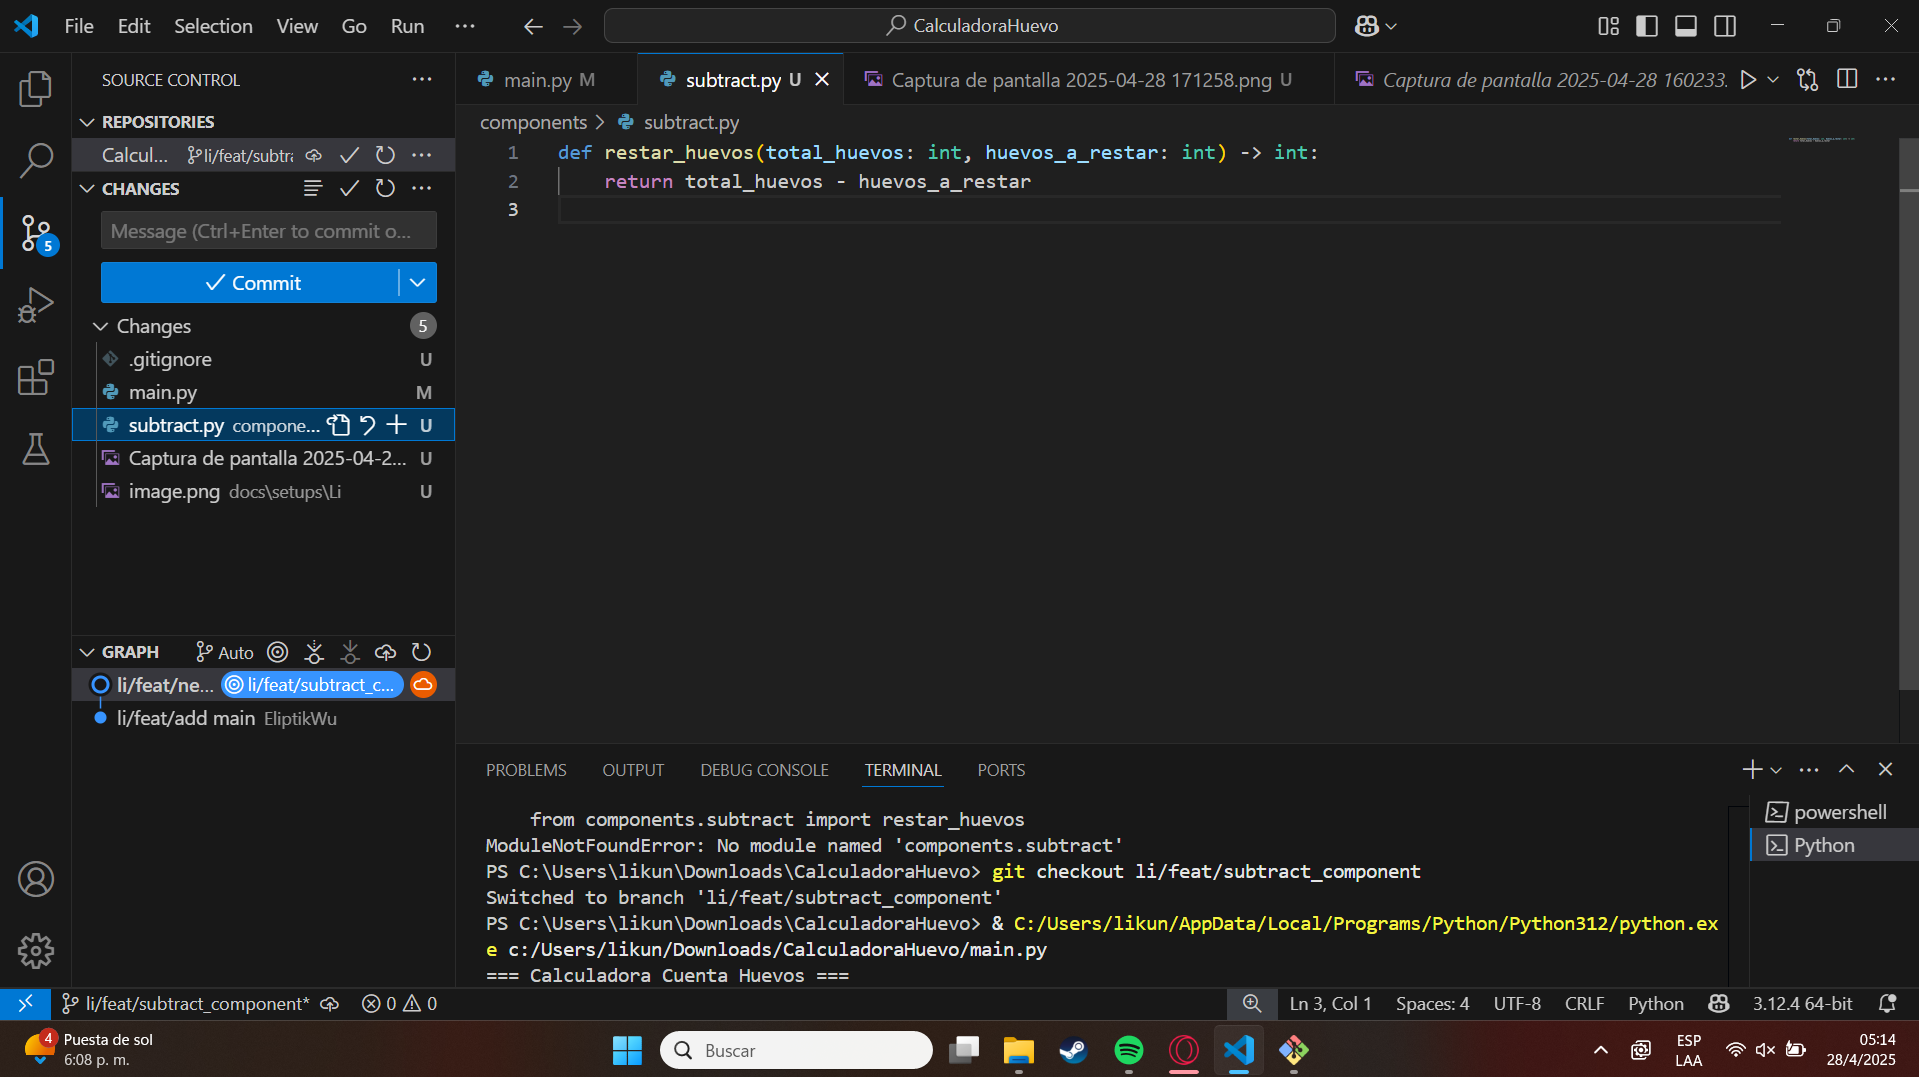 File Edit Selection View Go Run
CalculadoraHuevo
SOURCE CONTROL
REPOSITORIES
Calcul... li/feat/subtr
CHANGES
Message (Ctrl+Enter to commit o...
Commit
Changes 5
.gitignore U
main.py M
subtract.py compone... U
Captura de pantalla 2025-04-2... U
image.png docs\setups\Li U
GRAPH Auto
li/feat/ne... li/feat/subtract_c...
li/feat/add main EliptikWu
5
main.py M
subtract.py U
Captura de pantalla 2025-04-28 171258.png U
Captura de pantalla 2025-04-28 160233.
components > subtract.py
1 def restar_huevos(total_huevos: int, huevos_a_restar: int) -> int:
2 return total_huevos - huevos_a_restar
3
PROBLEMS OUTPUT DEBUG CONSOLE TERMINAL PORTS
from components.subtract import restar_huevos
ModuleNotFoundError: No module named 'components.subtract'
PS C:\Users\likun\Downloads\CalculadoraHuevo> git checkout li/feat/subtract_component
Switched to branch 'li/feat/subtract_component'
PS C:\Users\likun\Downloads\CalculadoraHuevo> & C:/Users/likun/AppData/Local/Programs/Python/Python312/python.ex
e c:/Users/likun/Downloads/CalculadoraHuevo/main.py
=== Calculadora Cuenta Huevos ===
powershell
Python
li/feat/subtract_component* 0 0
Ln 3, Col 1 Spaces: 4 UTF-8 CRLF Python 3.12.4 64-bit
4
Puesta de sol
6:08 p. m.
Buscar
ESP
LAA
05:14
28/4/2025